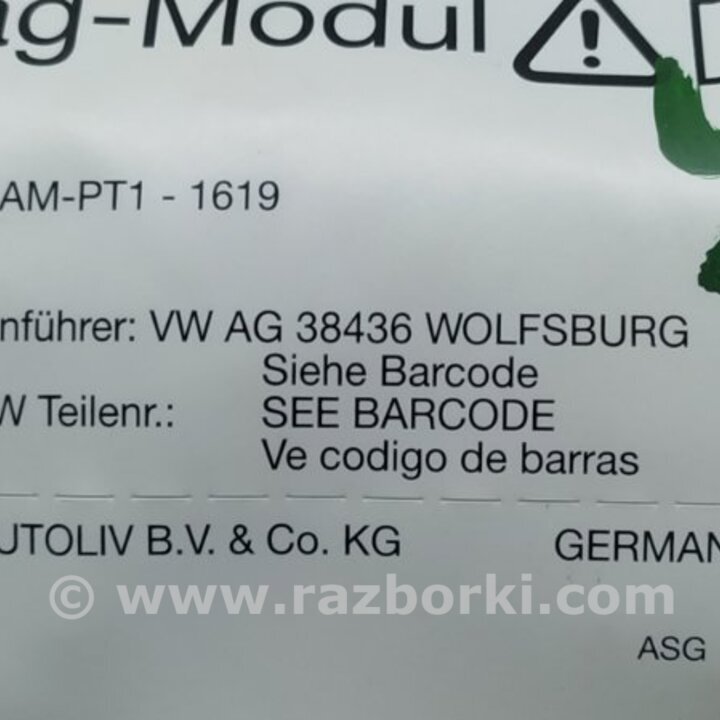 ag-Modul
AM-PT1 - 1619
nführer: VW AG 38436 WOLFSBURG
Siehe Barcode
W Teilenr.: SEE BARCODE
Ve codigo de barras
UTOLIV B.V. & Co. KG GERMAN
© www.razborki.com
ASG